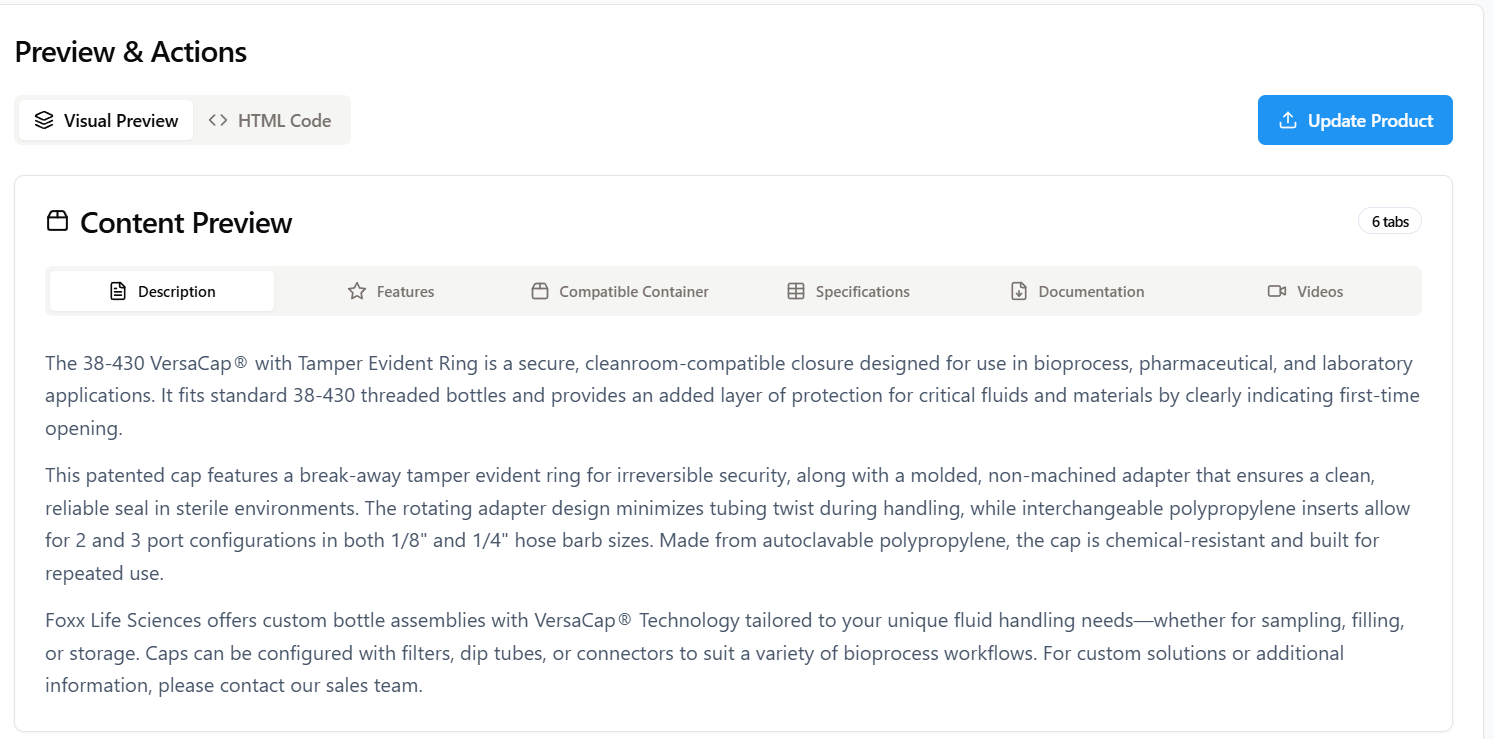 Preview & Actions
Visual Preview
HTML Code
Update Product
Content Preview
6 tabs
Description
Features
Compatible Container
Specifications
Documentation
Videos
The 38-430 VersaCap® with Tamper Evident Ring is a secure, cleanroom-compatible closure designed for use in bioprocess, pharmaceutical, and laboratory
applications. It fits standard 38-430 threaded bottles and provides an added layer of protection for critical fluids and materials by clearly indicating first-time
opening.
This patented cap features a break-away tamper evident ring for irreversible security, along with a molded, non-machined adapter that ensures a clean,
reliable seal in sterile environments. The rotating adapter design minimizes tubing twist during handling, while interchangeable polypropylene inserts allow
for 2 and 3 port configurations in both 1/8" and 1/4" hose barb sizes. Made from autoclavable polypropylene, the cap is chemical-resistant and built for
repeated use.
Foxx Life Sciences offers custom bottle assemblies with VersaCap® Technology tailored to your unique fluid handling needs—whether for sampling, filling,
or storage. Caps can be configured with filters, dip tubes, or connectors to suit a variety of bioprocess workflows. For custom solutions or additional
information, please contact our sales team.